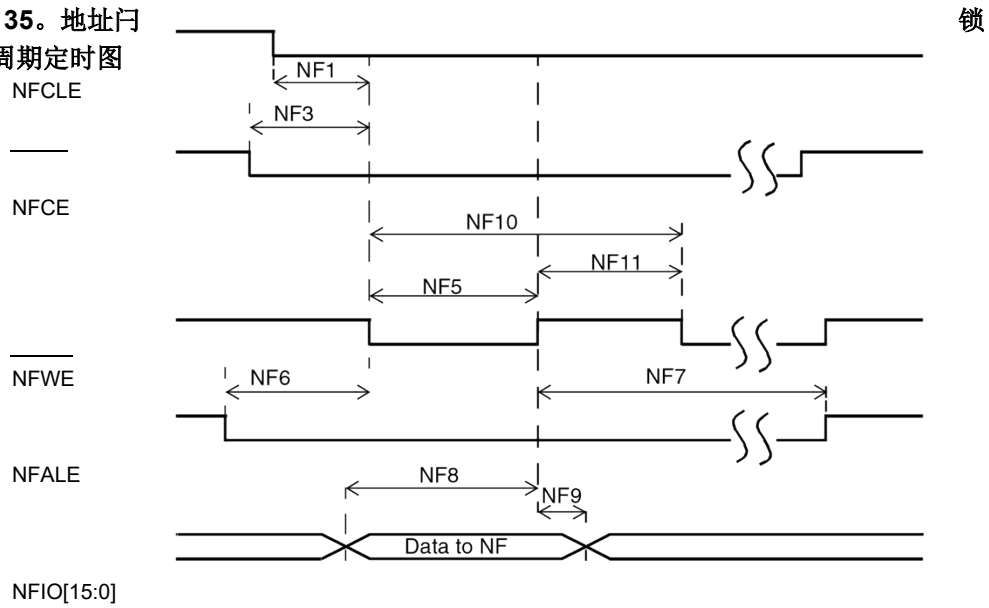 35。地址闩 锁
周期定时图
NF1
NFCLE
NF3
NFCE
NF10
NF11
NF5
NFWE
NF6
NF7
NFALE
NF8
NF9
Data to NF
NFIO[15:0]